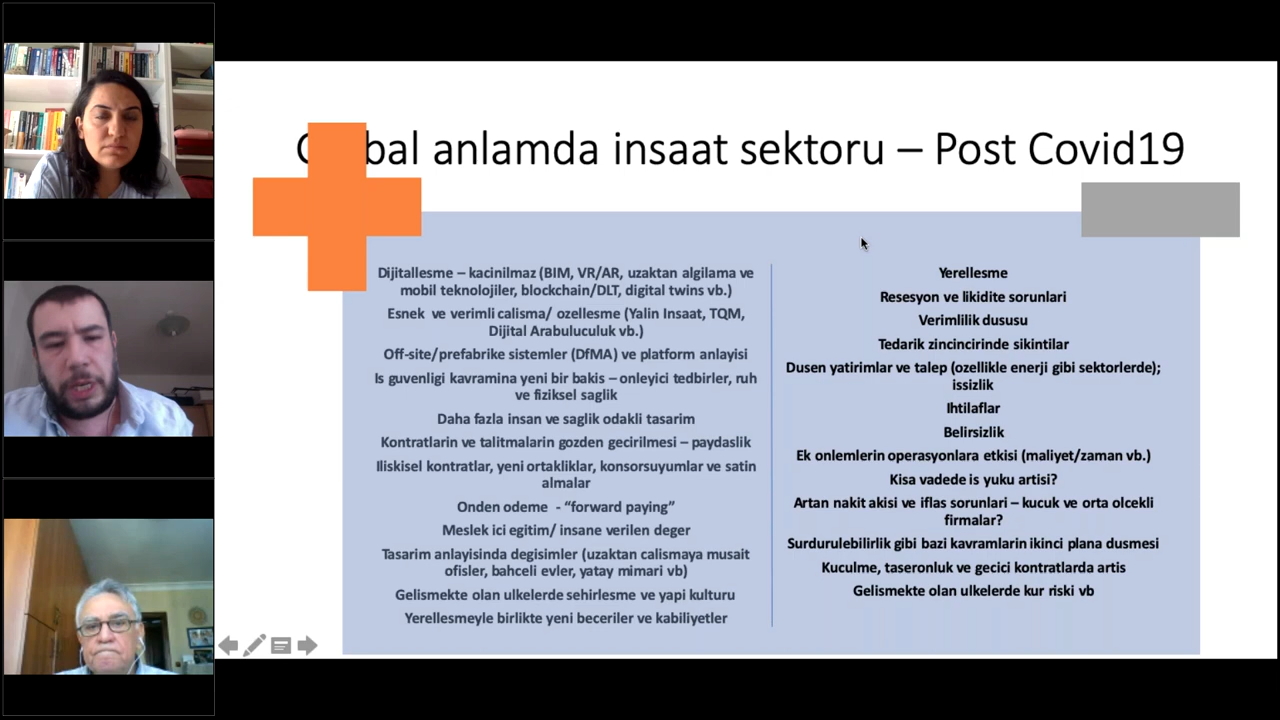 bal anlamda insaat sektoru – Post Covid19
Dijitallesme – kacinilmaz (BIM, VR/AR, uzaktan algilama ve
mobil teknolojiler, blockchain/DLT, digital twins vb.)
Esnek ve verimli calisma/ ozellesme (Yalin Insaat, TQM,
Dijital Arabuluculuk vb.)
Off-site/prefabrike sistemler (DfMA) ve platform anlayisi
Is guvenligi kavramina yeni bir bakis – onleyici tedbirler, ruh
ve fiziksel saglik
Daha fazla insan ve saglik odakli tasarim
Kontratlarin ve talitmalarin gozden gecirilmesi – paydaslik
Iliskisel kontratlar, yeni ortakliklar, konsorsuyumlar ve satin
almalar
Onden odeme - “forward paying”
Meslek ici egitim/ insane verilen deger
Tasarim anlayisinda degisimler (uzaktan calismaya musait
ofisler, bahceli evler, yatay mimari vb)
Gelismekte olan ulkelerde sehirlesme ve yapi kulturu
Yerellesmeyle birlikte yeni beceriler ve kabiliyetler
Yerellesme
Resesyon ve likidite sorunlari
Verimlilik dususu
Tedarik zincincirinde sikintilar
Dusen yatirimlar ve talep (ozellikle enerji gibi sektorlerde);
issizlik
Ihtilaflar
Belirsizlik
Ek onlemlerin operasyonlara etkisi (maliyet/zaman vb.)
Kisa vadede is yuku artisi?
Artan nakit akisi ve iflas sorunlari – kucuk ve orta olcekli
firmalar?
Surdurulebilirlik gibi bazi kavramlarin ikinci plana dusmesi
Kuculme, taseronluk ve gecici kontratlarda artis
Gelismekte olan ulkelerde kur riski vb